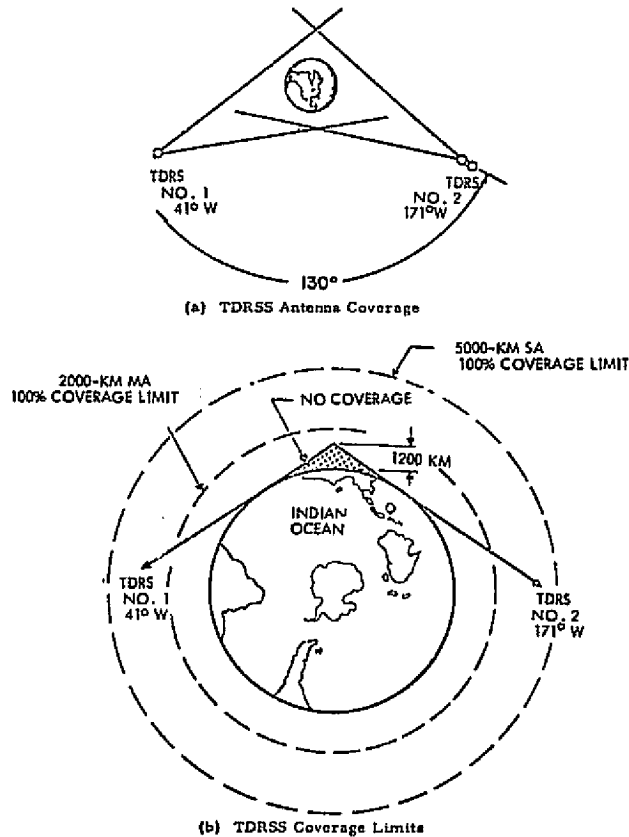 TDRS
NO. 1
41° W
TDRS
NO. 2
171°W
130°
(a) TDRSS Antenna Coverage
5000-KM SA
100% COVERAGE LIMIT
2000-KM MA
100% COVERAGE LIMIT
NO COVERAGE
1200 KM
INDIAN
OCEAN
TDRS
NO. 1
41° W
TDRS
NO. 2
171° W
(b) TDRSS Coverage Limits